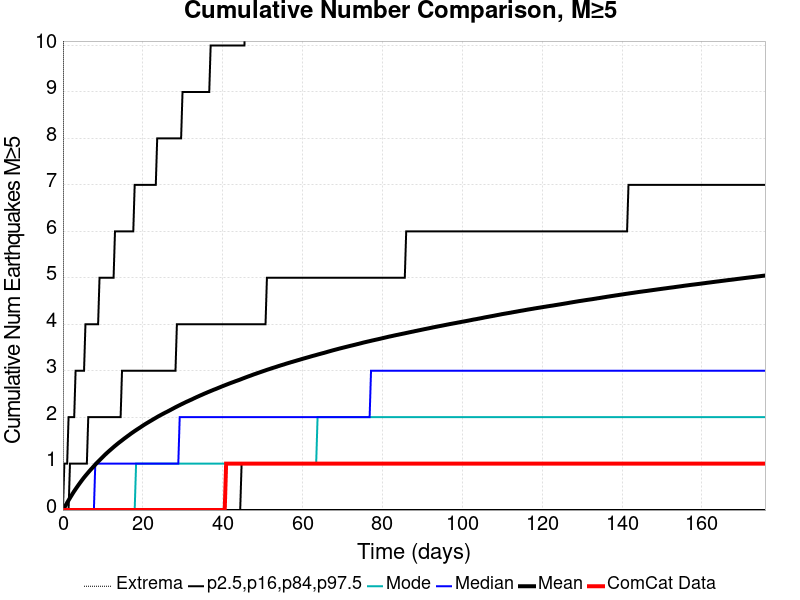 Cumulative Number Comparison, M≥5
Cumulative Num Earthquakes M≥5
10
9
8
7
6
5
4
3
2
1
0
0 20 40 60 80 100 120 140 160
Time (days)
Extrema p2.5,p16,p84,p97.5 Mode Median Mean ComCat Data